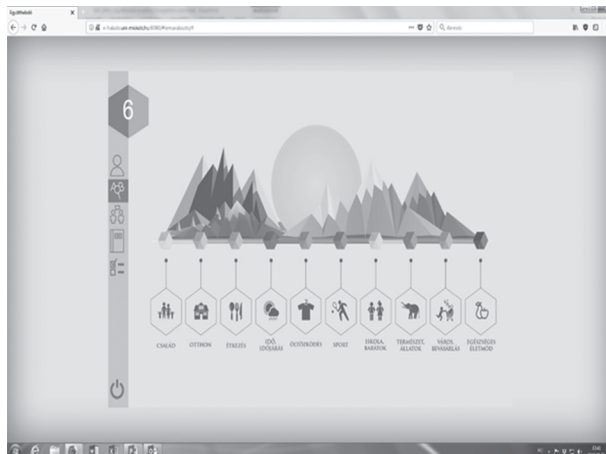 6
CSALÁD
OTTHON
ÉTKEZÉS
IDŐ,
IDŐJÁRÁS
ÖLTÖZKÖDÉS
SPORT
ISKOLA,
BARÁTOK
TERMÉSZET,
ÁLLATOK
VÁROS,
BEVÁSÁRLÁS
EGÉSZSÉGES
ÉLETMÓD